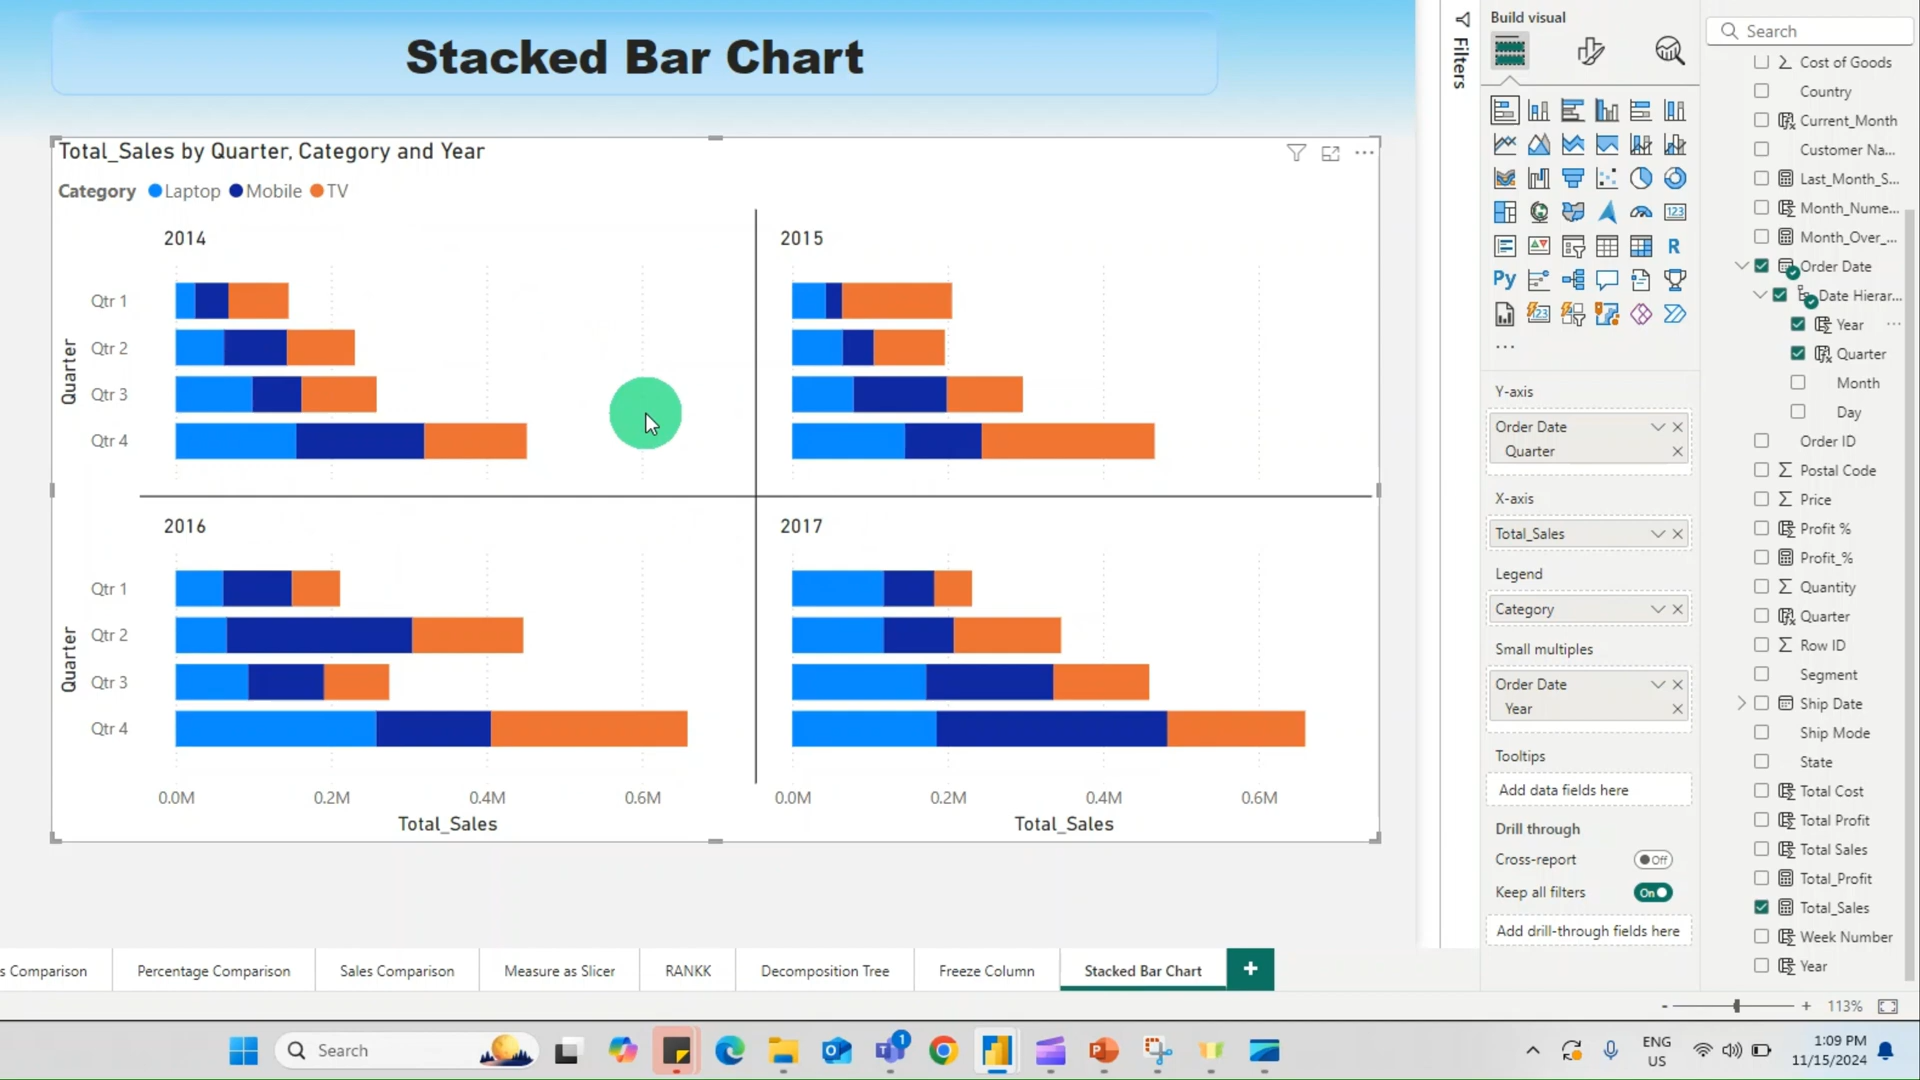 Stacked Bar Chart
Total_Sales by Quarter, Category and Year
Category Laptop Mobile TV
2014
2015
Quarter
Qtr 1
Qtr 2
Qtr 3
Qtr 4
2016
2017
Quarter
Qtr 1
Qtr 2
Qtr 3
Qtr 4
0.0M 0.2M 0.4M 0.6M
0.0M 0.2M 0.4M 0.6M
Total_Sales
Total_Sales
s Comparison
Percentage Comparison
Sales Comparison
Measure as Slicer
RANKK
Decomposition Tree
Freeze Column
Stacked Bar Chart
+
Filters
Build visual
123
R
Py
123
Y-axis
Order Date
Quarter
X-axis
Total_Sales
Legend
Category
Small multiples
Order Date
Year
Tooltips
Add data fields here
Drill through
Cross-report
Off
Keep all filters
On
Add drill-through fields here
Search
Cost of Goods
Country
Current_Month
Customer Na...
Last_Month_S...
Month_Nume...
Month_Over_...
Order Date
Date Hierar...
Year
Quarter
Month
Day
Order ID
Postal Code
Price
Profit %
Profit_%
Quantity
Quarter
Row ID
Segment
Ship Date
Ship Mode
State
Total Cost
Total Profit
Total Sales
Total_Profit
Total_Sales
Week Number
Year
- + 113%
Search
1
ENG
US
1:09 PM
11/15/2024